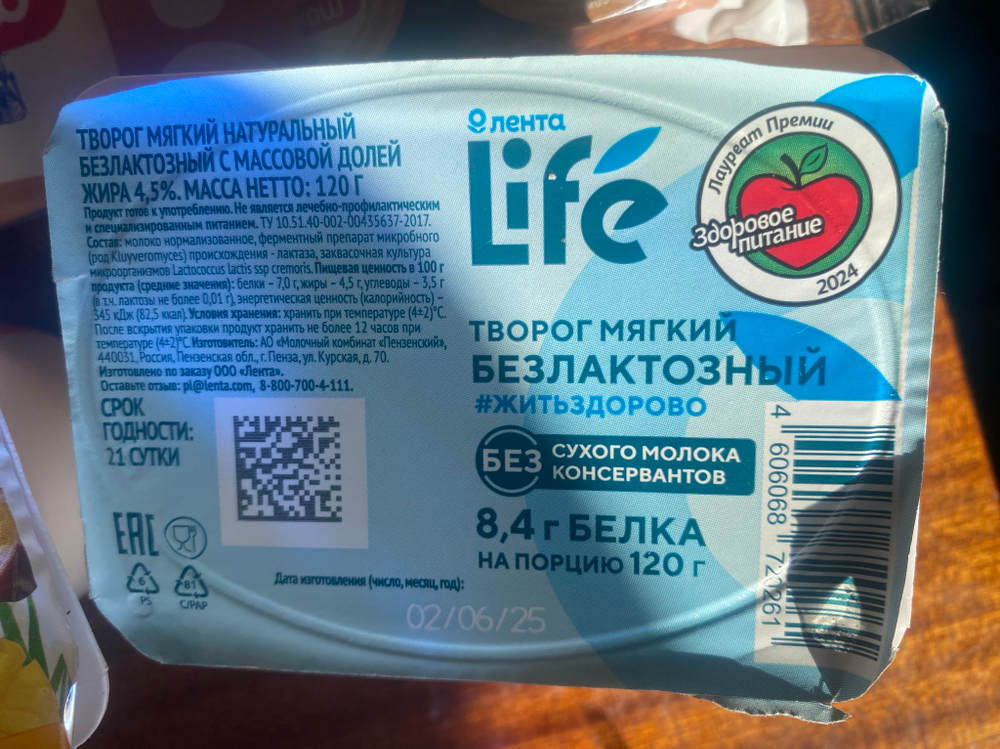 ТВОРОГ МЯГКИЙ НАТУРАЛЬНЫЙ
БЕЗЛАКТОЗНЫЙ С МАССОВОЙ ДОЛЕЙ
ЖИРА 4,5%. МАССА НЕТТО: 120 Г
Продукт готов к употреблению. Не является лечебно-профилактическим
и специализированным питанием. ТУ 10.51.40-002-00435637-2017.
Состав: молоко нормализованное, ферментный препарат микробного
(род Kluyveromyces) происхождения - лактаза, заквасочная культура
микроорганизмов Lactococcus lactis ssp cremoris. Пищевая ценность в 100 г
продукта (средние значения): белки – 7,0 г, жиры – 4,5 г, углеводы – 3,5 г
(в т.ч. лактозы не более 0,01 г), энергетическая ценность (калорийность) –
345 кДж (82,5 ккал). Условия хранения: хранить при температуре (4±2)°С.
После вскрытия упаковки продукт хранить не более 12 часов при
температуре (4±2)°С. Изготовитель: АО «Молочный комбинат «Пензенский»,
440031, Россия, Пензенская обл., г. Пенза, ул. Курская, д. 70.
Изготовлено по заказу ООО «Лента».
Оставьте отзыв: pl@lenta.com, 8-800-700-4-111.
СРОК
ГОДНОСТИ:
21 СУТКИ
EAC
6
PS
81
C/PAP
Дата изготовления (число, месяц, год):
02/06/25
лента
Life
Лауреат Премии
Здоровое
питание
2024
ТВОРОГ МЯГКИЙ
БЕЗЛАКТОЗНЫЙ
#ЖИТЬЗДОРОВО
БЕЗ
СУХОГО МОЛОКА
КОНСЕРВАНТОВ
8,4 г БЕЛКА
НА ПОРЦИЮ 120 г
4 606068 720261